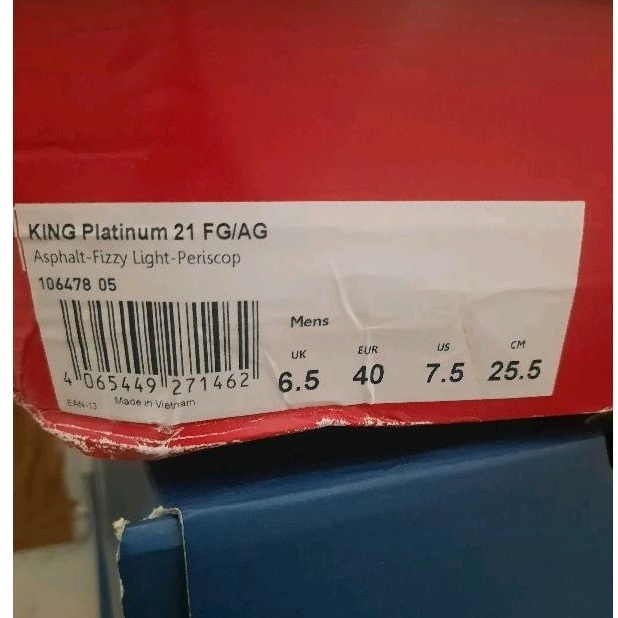 KING Platinum 21 FG/AG
Asphalt-Fizzy Light-Periscop
106478 05
4 065449 271462
EAN-13 Made in Vietnam
Mens
UK EUR US CM
6.5 40 7.5 25.5